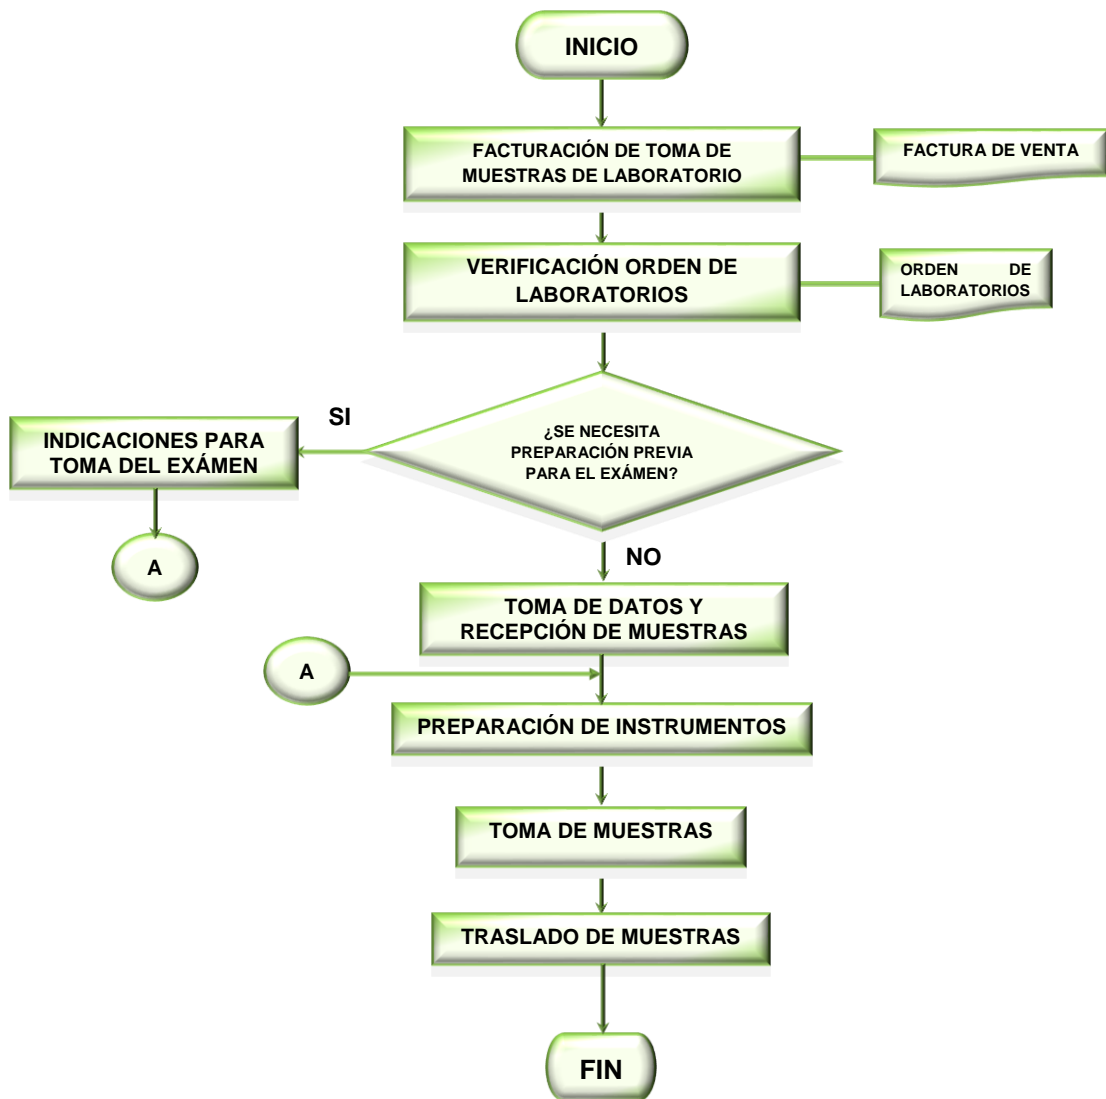 INICIO
FACTURACIÓN DE TOMA DE
MUESTRAS DE LABORATORIO
FACTURA DE VENTA
VERIFICACIÓN ORDEN DE
LABORATORIOS
ORDEN DE
LABORATORIOS
¿SE NECESITA
PREPARACIÓN PREVIA
PARA EL EXÁMEN?
SI
INDICACIONES PARA
TOMA DEL EXÁMEN
A
NO
TOMA DE DATOS Y
RECEPCIÓN DE MUESTRAS
A
PREPARACIÓN DE INSTRUMENTOS
TOMA DE MUESTRAS
TRASLADO DE MUESTRAS
FIN